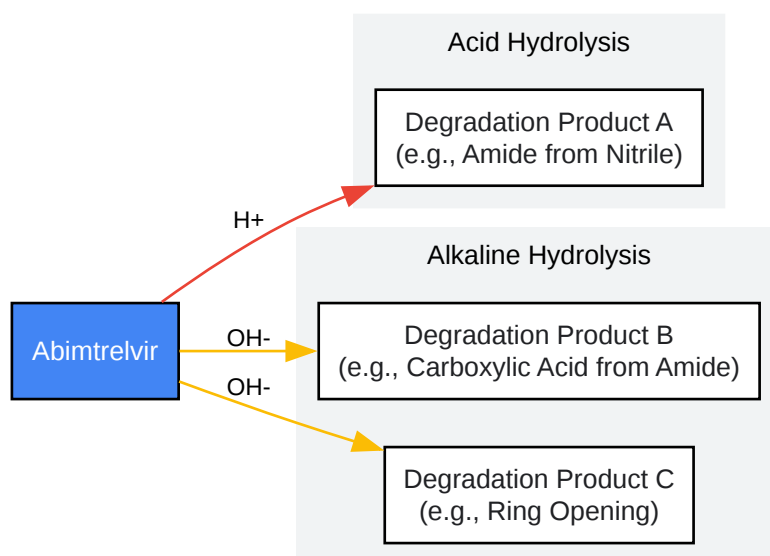 Acid Hydrolysis
Degradation Product A
(e.g., Amide from Nitrile)
H+
Alkaline Hydrolysis
Abimtrelvir
OH-
Degradation Product B
(e.g., Carboxylic Acid from Amide)
OH-
Degradation Product C
(e.g., Ring Opening)